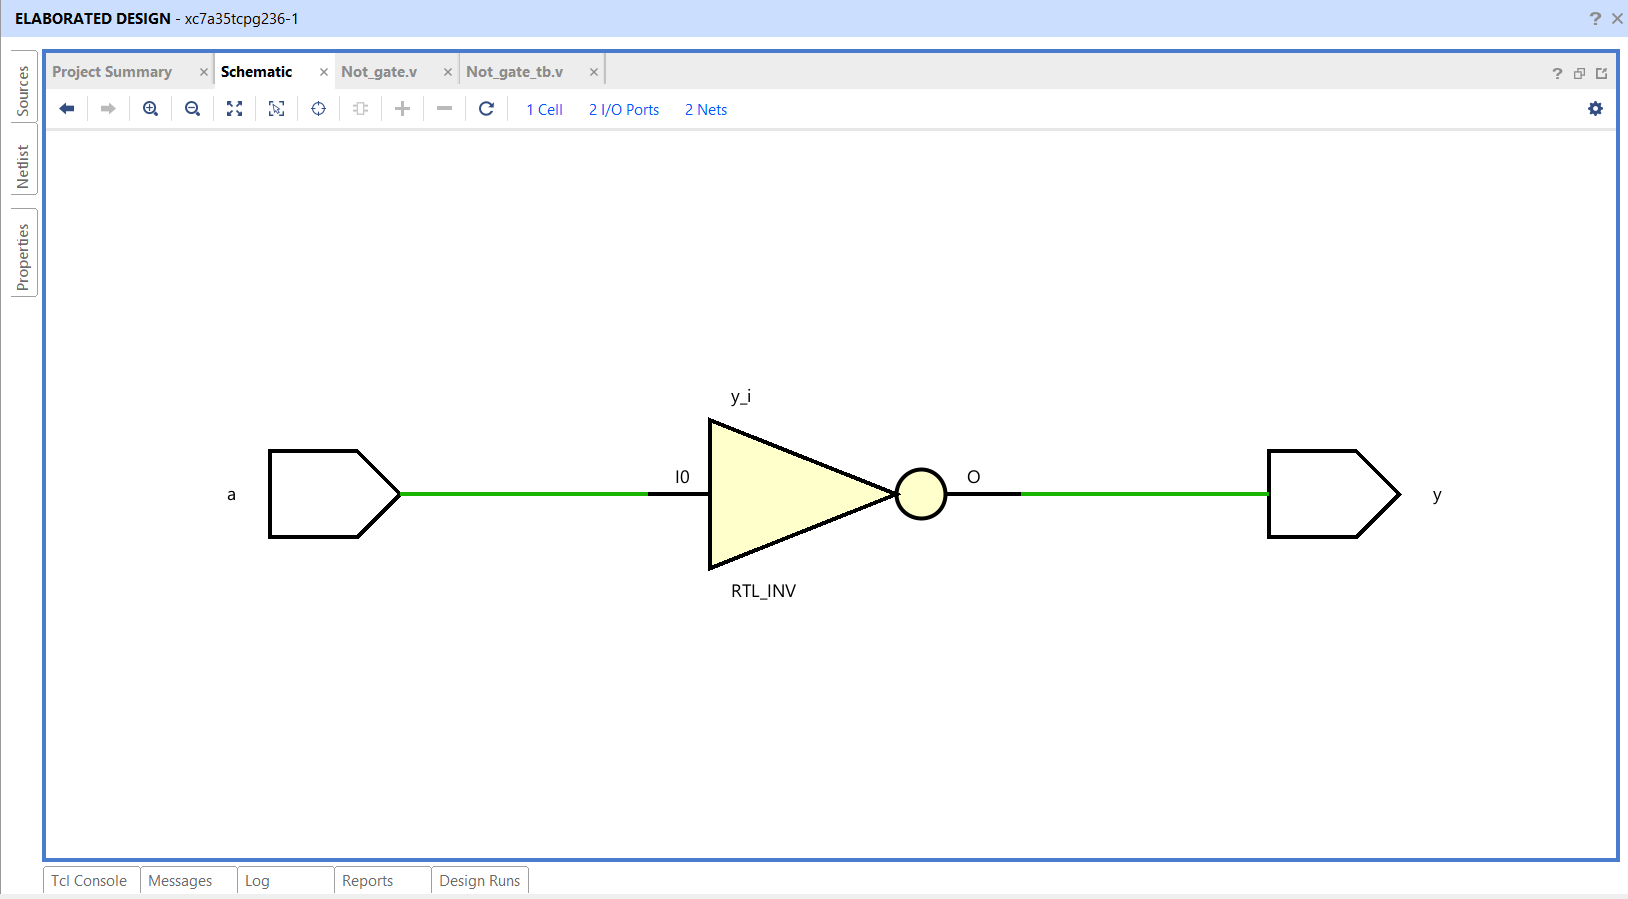 ELABORATED DESIGN - xc7a35tcpg236-1
Sources
Netlist
Properties
Project Summary
Schematic
Not_gate.v
Not_gate_tb.v
1 Cell
2 I/O Ports
2 Nets
y_i
a
I0
O
y
RTL_INV
Tcl Console
Messages
Log
Reports
Design Runs